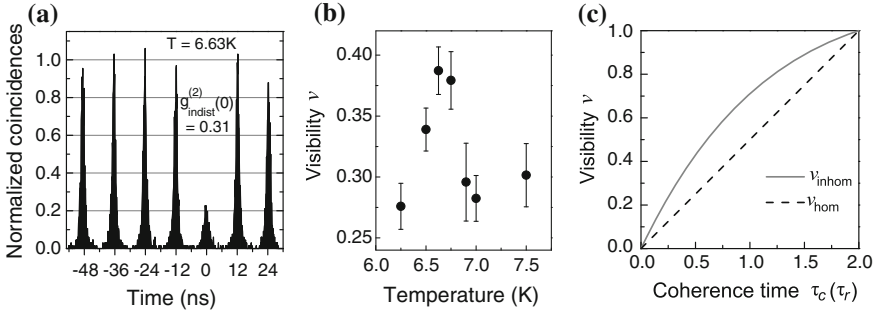 (a)
Normalized coincidences
1.0
0.8
0.6
0.4
0.2
0.0
T = 6.63K
g(2)indist(0)
= 0.31
-48 -36 -24 -12 0 12 24
Time (ns)
(b)
Visibility ν
0.40
0.35
0.30
0.25
6.0 6.5 7.0 7.5
Temperature (K)
(c)
Visibility ν
1.0
0.8
0.6
0.4
0.2
0.0
νinhom
νhom
0.0 0.5 1.0 1.5 2.0
Coherence time τc(τr)